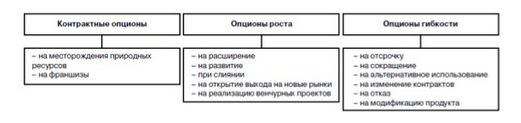 Контрактные опционы
– на месторождения природных
ресурсов
– на франшизы
Опционы роста
– на расширение
– на развитие
– при слиянии
– на открытие выхода на новые рынки
– на реализацию венчурных проектов
Опционы гибкости
– на отсрочку
– на сокращение
– на альтернативное использование
– на изменение контрактов
– на отказ
– на модификацию продукта